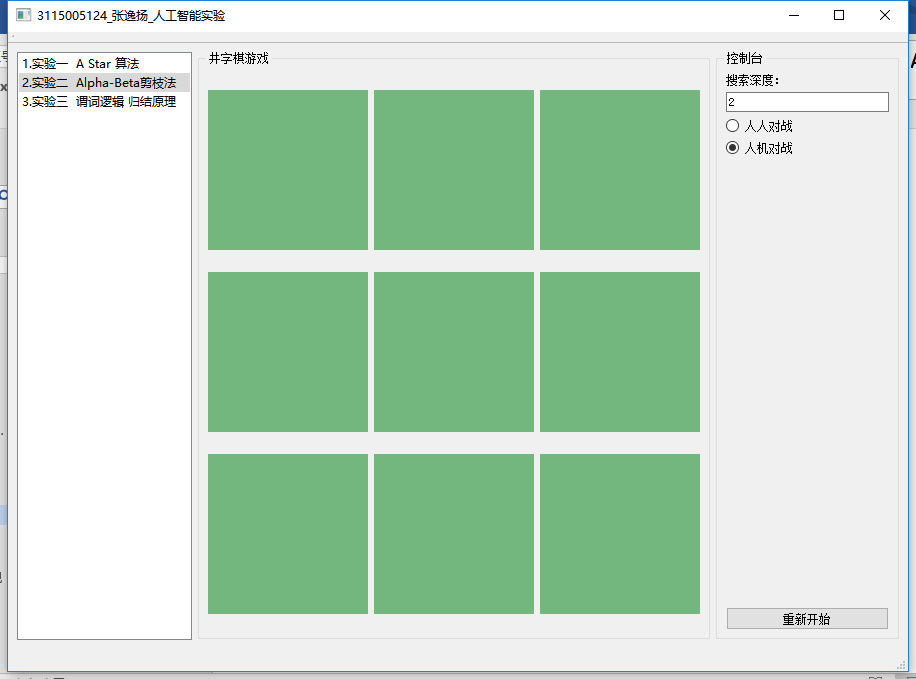 3115005124_张逸扬_人工智能实验
1.实验一  A Star 算法
2.实验二  Alpha-Beta剪枝法
3.实验三  谓词逻辑 归结原理
井字棋游戏
控制台
搜索深度：
2
人人对战
人机对战
重新开始